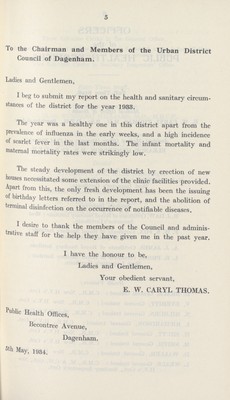 5
To the Chairman and Members of the Urban District
Council of Dagenham.
Ladies and Gentlemen,
I beg to submit my report on the health and sanitary circum-
stances of the district for the year 1933.
The year was a healthy one in this district apart from the
prevalence of influenza in the early weeks, and a high incidence
of scarlet fever in the last months. The infant mortality and
maternal mortality rates were strikingly low.
The steady development of the district by erection of new
houses necessitated some extension of the clinic facilities provided.
Apart from this, the only fresh development has been the issuing
of birthday letters referred to in the report, and the abolition of
terminal disinfection on the occurrence of notifiable diseases.
I desire to thank the members of the Council and adminis-
trative staff for the help they have given me in the past year.
I have the honour to be,
Ladies and Gentlemen,
Your obedient servant,
E. W. CARYL THOMAS.
Public Health Offices,
Becontree Avenue,
Dagenham.
5th May, 1934.